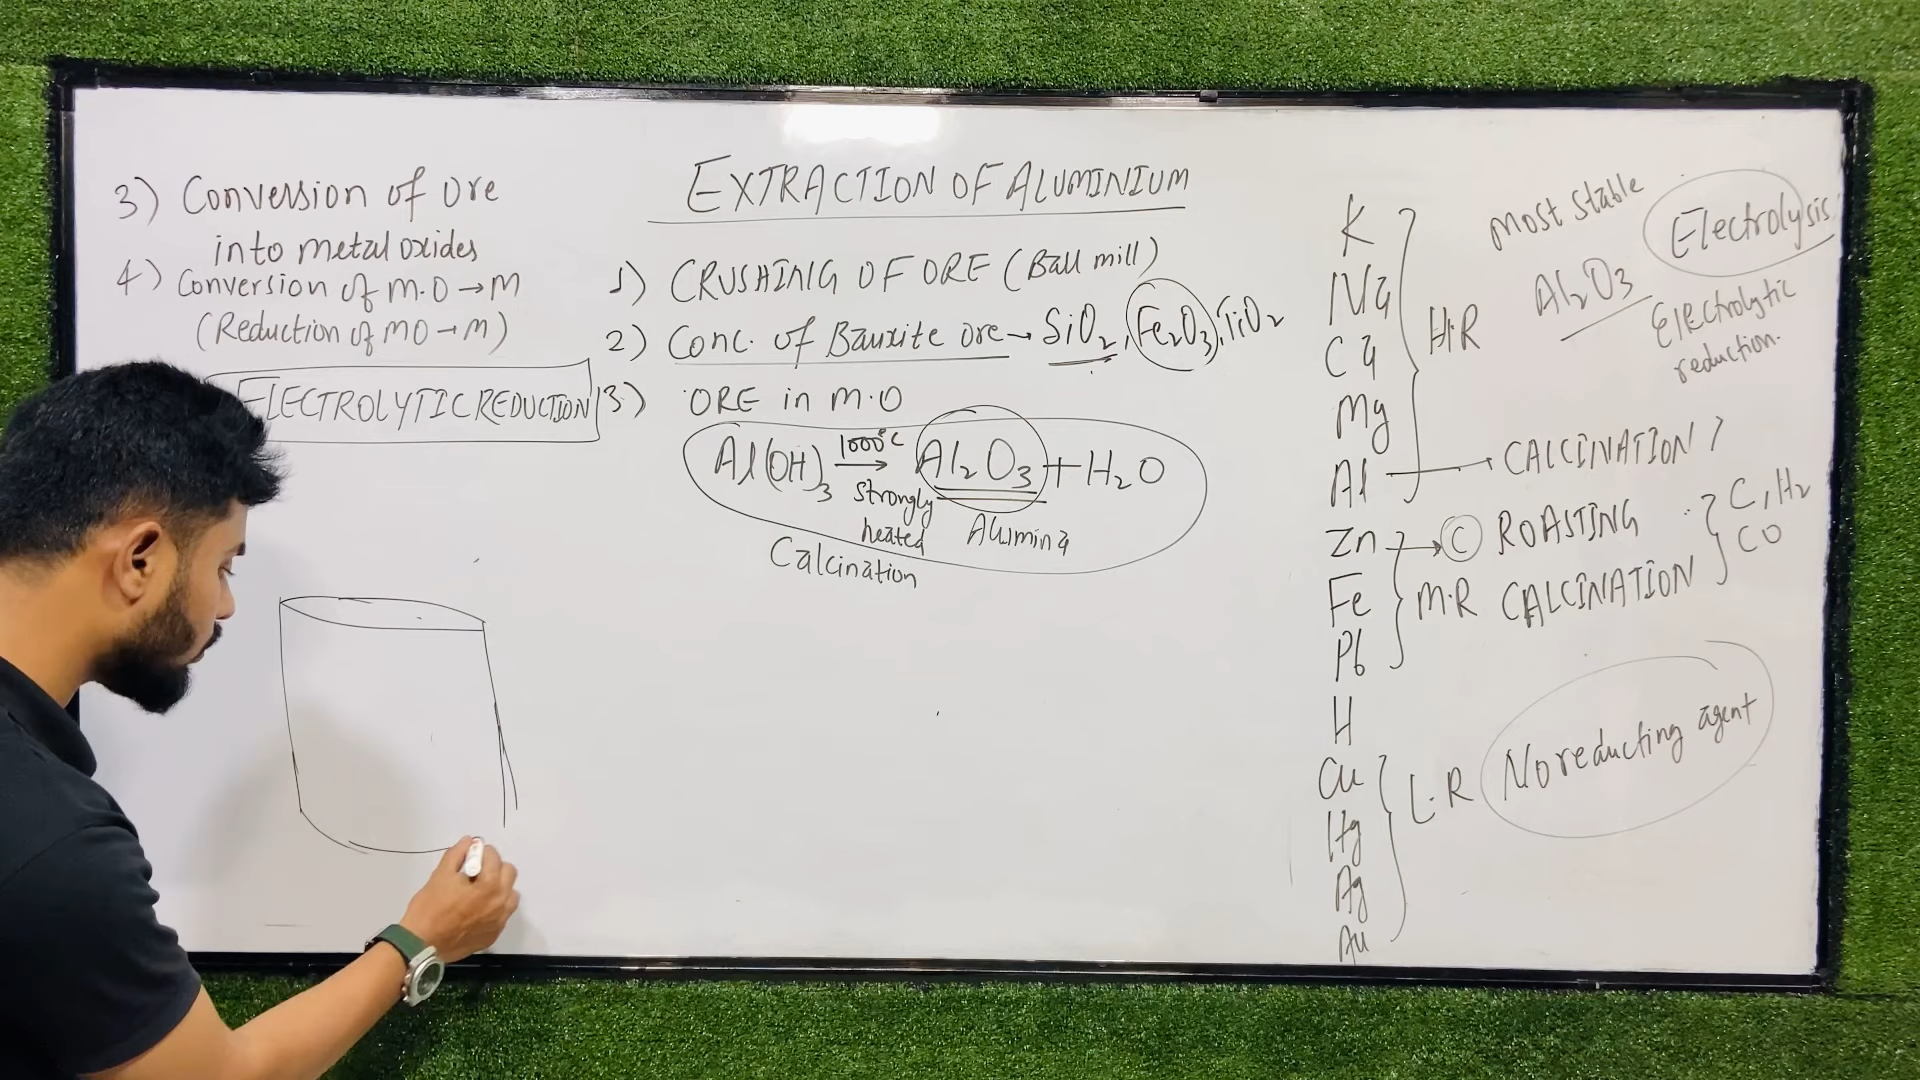 EXTRACTION OF ALUMINIUM
3) Conversion of ore
into metal oxides
4) Conversion of M.O → M
(Reduction of MO → M)
ELECTROLYTIC REDUCTION
1) CRUSHING OF ORE (Ball mill)
2) Conc. of Bauxite ore → SiO₂, Fe₂O₃, TiO₂
3) ORE in M.O
Al(OH)₃ → Al₂O₃ + H₂O
1000°C
strongly
heated
Alumina
Calcination
K
Na
Ca
Mg
Al → CALCINATION
Zn → C ROASTING
Fe
Pb
H
Cu
Hg
Ag
Au
H.R
most stable
Al₂O₃
Electrolysis
Electrolytic
reduction.
M.R CALCINATION
C, H₂
CO
L.R No reducting agent